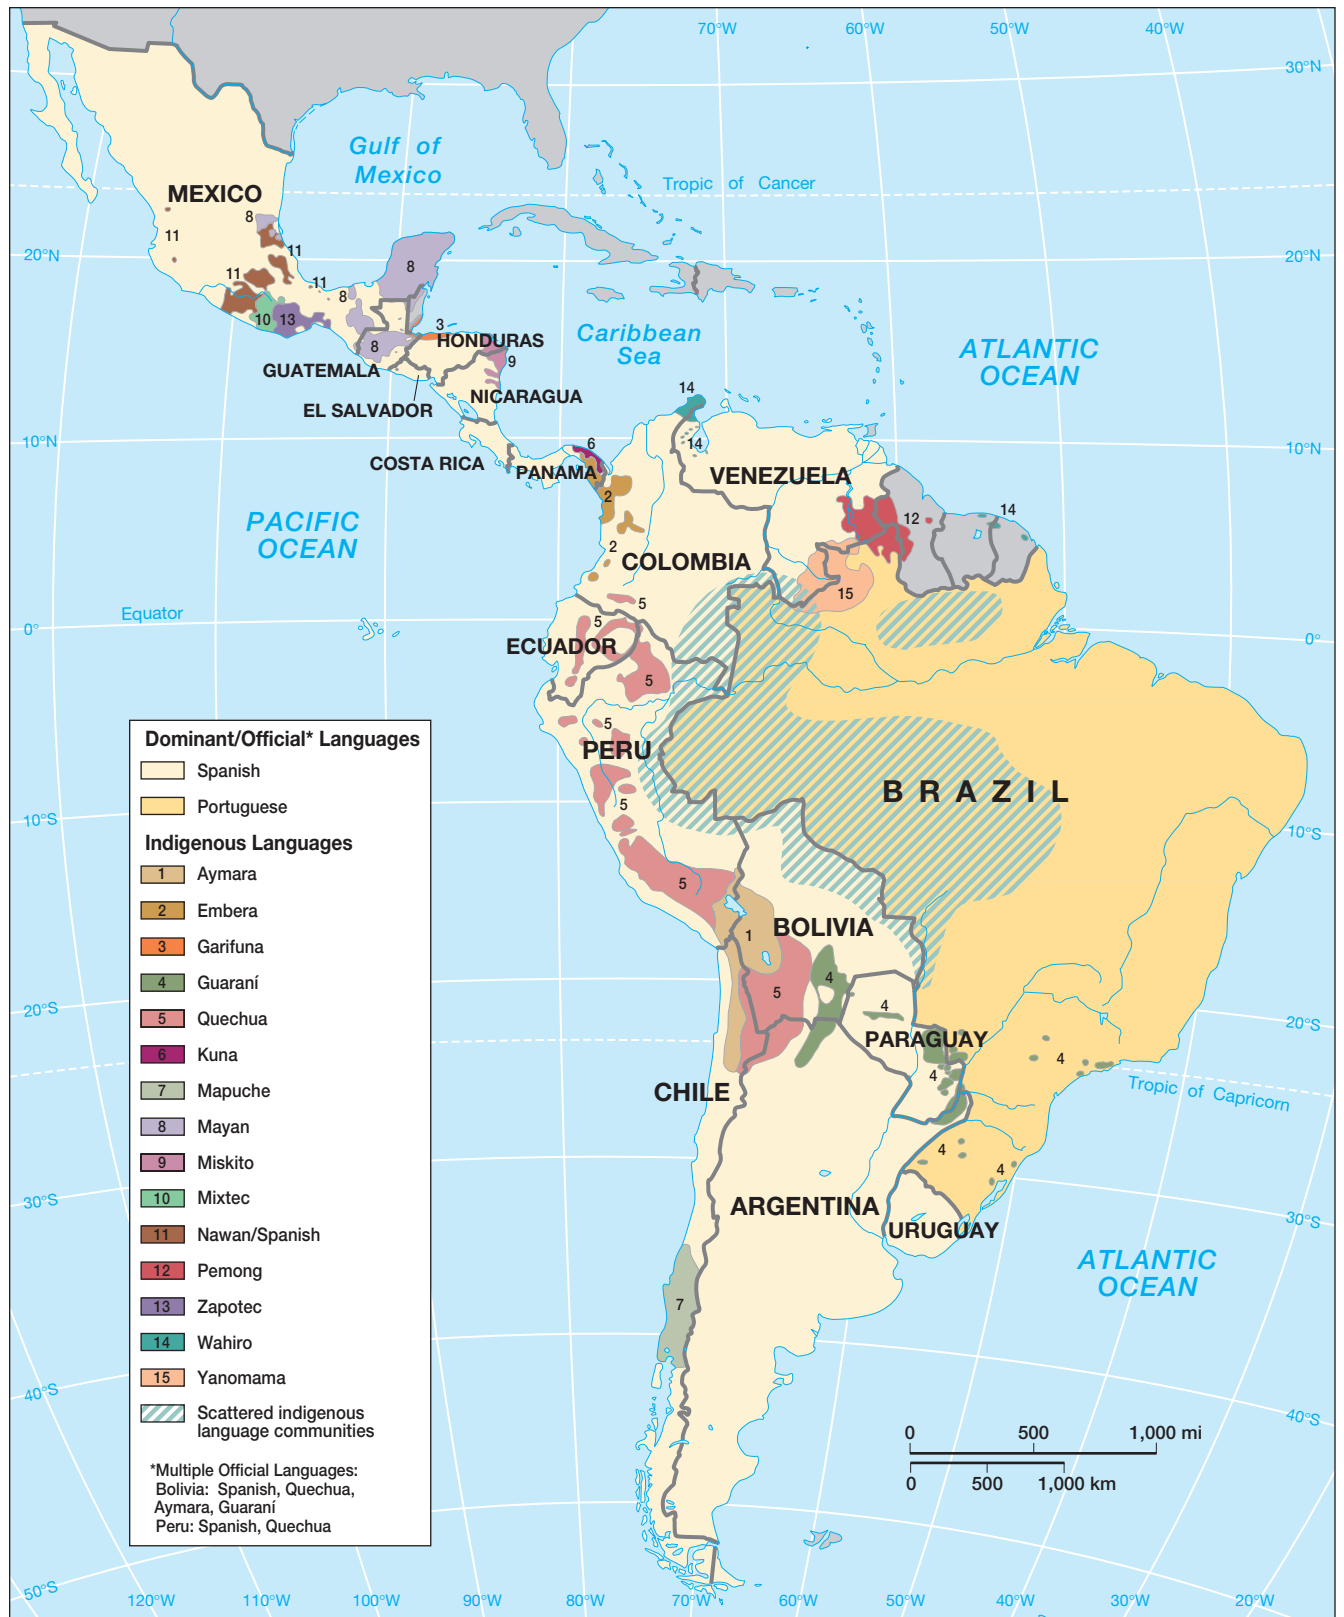 70°W
60°W
50°W
40°W
30°N
Gulf of
Mexico
MEXICO
Tropic of Cancer
8
11
11
20°N
8
20°N
11
11
8
10
13
3
8
HONDURAS
9
Caribbean
Sea
ATLANTIC
OCEAN
GUATEMALA
14
NICARAGUA
EL SALVADOR
10°N
6
14
10°N
COSTA RICA
PANAMA
VENEZUELA
2
PACIFIC
OCEAN
12
14
2
COLOMBIA
15
5
Equator
5
0°
0°
ECUADOR
5
5
PERU
BRAZIL
5
10°S
10°S
5
BOLIVIA
1
4
5
4
20°S
20°S
PARAGUAY
4
4
CHILE
Tropic of Capricorn
4
4
30°S
ARGENTINA
30°S
URUGUAY
ATLANTIC
OCEAN
7
40°S
40°S
Dominant/Official* Languages
Spanish
Portuguese
Indigenous Languages
1 Aymara
2 Embera
3 Garifuna
4 Guaraní
5 Quechua
6 Kuna
7 Mapuche
8 Mayan
9 Miskito
10 Mixtec
11 Nawan/Spanish
12 Pemong
13 Zapotec
14 Wahiro
15 Yanomama
Scattered indigenous
language communities
*Multiple Official Languages:
Bolivia: Spanish, Quechua,
Aymara, Guaraní
Peru: Spanish, Quechua
0 500 1,000 mi
0 500 1,000 km
50°S
120°W
110°W
100°W
90°W
80°W
70°W
60°W
50°W
40°W
30°W
20°W